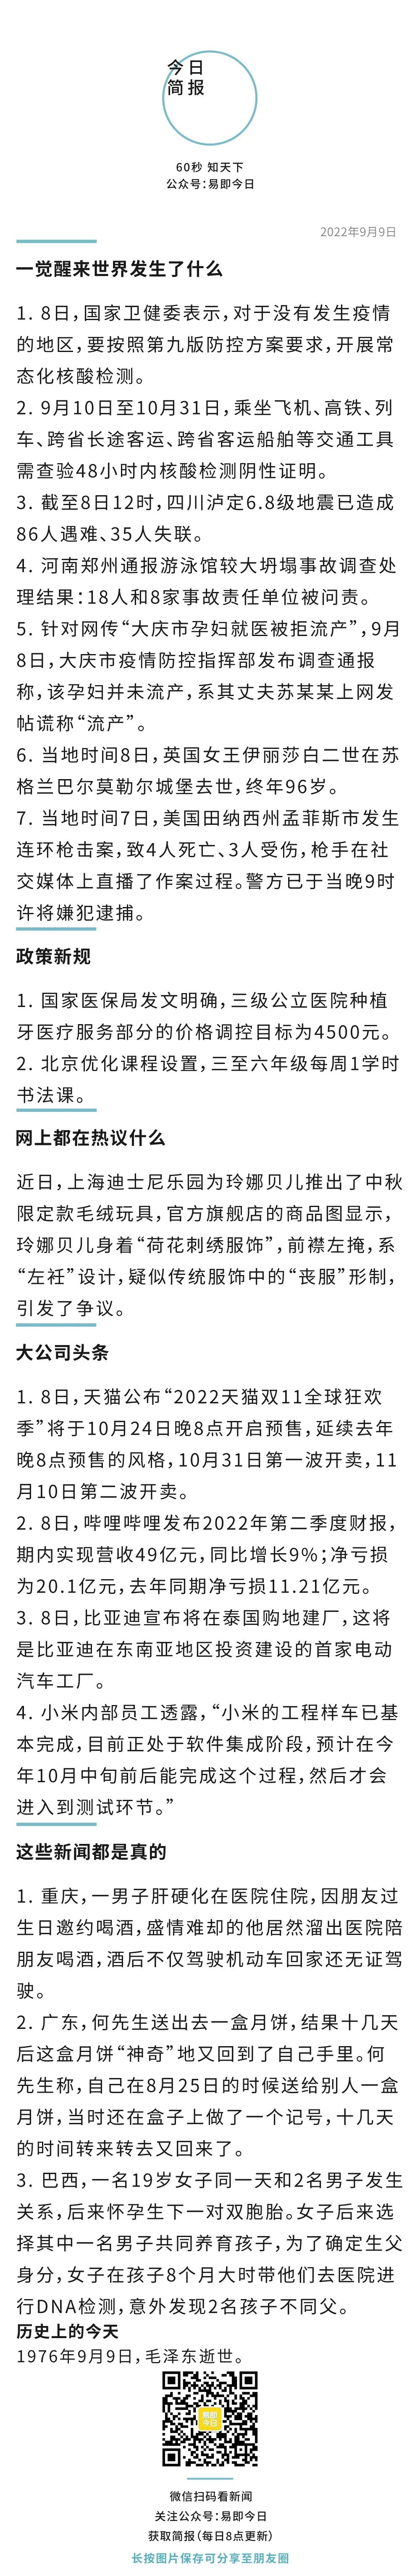 今日
简报
60秒 知天下
公众号：易即今日
2022年9月9日
一觉醒来世界发生了什么
1. 8日，国家卫健委表示，对于没有发生疫情
的地区，要按照第九版防控方案要求，开展常
态化核酸检测。
2. 9月10日至10月31日，乘坐飞机、高铁、列
车、跨省长途客运、跨省客运船舶等交通工具
需查验48小时内核酸检测阴性证明。
3. 截至8日12时，四川泸定6.8级地震已造成
86人遇难、35人失联。
4. 河南郑州通报游泳馆较大坍塌事故调查处
理结果：18人和8家事故责任单位被问责。
5. 针对网传“大庆市孕妇就医被拒流产”，9月
8日，大庆市疫情防控指挥部发布调查通报
称，该孕妇并未流产，系其丈夫苏某某上网发
帖谎称“流产”。
6. 当地时间8日，英国女王伊丽莎白二世在苏
格兰巴尔莫勒尔城堡去世，终年96岁。
7. 当地时间7日，美国田纳西州孟菲斯市发生
连环枪击案，致4人死亡、3人受伤，枪手在社
交媒体上直播了作案过程。警方已于当晚9时
许将嫌犯逮捕。
政策新规
1. 国家医保局发文明确，三级公立医院种植
牙医疗服务部分的价格调控目标为4500元。
2. 北京优化课程设置，三至六年级每周1学时
书法课。
网上都在热议什么
近日，上海迪士尼乐园为玲娜贝儿推出了中秋
限定款毛绒玩具，官方旗舰店的商品图显示，
玲娜贝儿身着“荷花刺绣服饰”，前襟左掩，系
“左衽”设计，疑似传统服饰中的“丧服”形制，
引发了争议。
大公司头条
1. 8日，天猫公布“2022天猫双11全球狂欢
季”将于10月24日晚8点开启预售，延续去年
晚8点预售的风格，10月31日第一波开卖，11
月10日第二波开卖。
2. 8日，哔哩哔哩发布2022年第二季度财报，
期内实现营收49亿元，同比增长9%；净亏损
为20.1亿元，去年同期净亏损11.21亿元。
3. 8日，比亚迪宣布将在泰国购地建厂，这将
是比亚迪在东南亚地区投资建设的首家电动
汽车工厂。
4. 小米内部员工透露，“小米的工程样车已基
本完成，目前正处于软件集成阶段，预计在今
年10月中旬前后能完成这个过程，然后才会
进入到测试环节。”
这些新闻都是真的
1. 重庆，一男子肝硬化在医院住院，因朋友过
生日邀约喝酒，盛情难却的他居然溜出医院陪
朋友喝酒，酒后不仅驾驶机动车回家还无证驾
驶。
2. 广东，何先生送出去一盒月饼，结果十几天
后这盒月饼“神奇”地又回到了自己手里。何
先生称，自己在8月25日的时候送给别人一盒
月饼，当时还在盒子上做了一个记号，十几天
的时间转来转去又回来了。
3. 巴西，一名19岁女子同一天和2名男子发生
关系，后来怀孕生下一对双胞胎。女子后来选
择其中一名男子共同养育孩子，为了确定生父
身分，女子在孩子8个月大时带他们去医院进
行DNA检测，意外发现2名孩子不同父。
历史上的今天
1976年9月9日，毛泽东逝世。
易即
今日
微信扫码看新闻
关注公众号：易即今日
获取简报（每日8点更新）
长按图片保存可分享至朋友圈